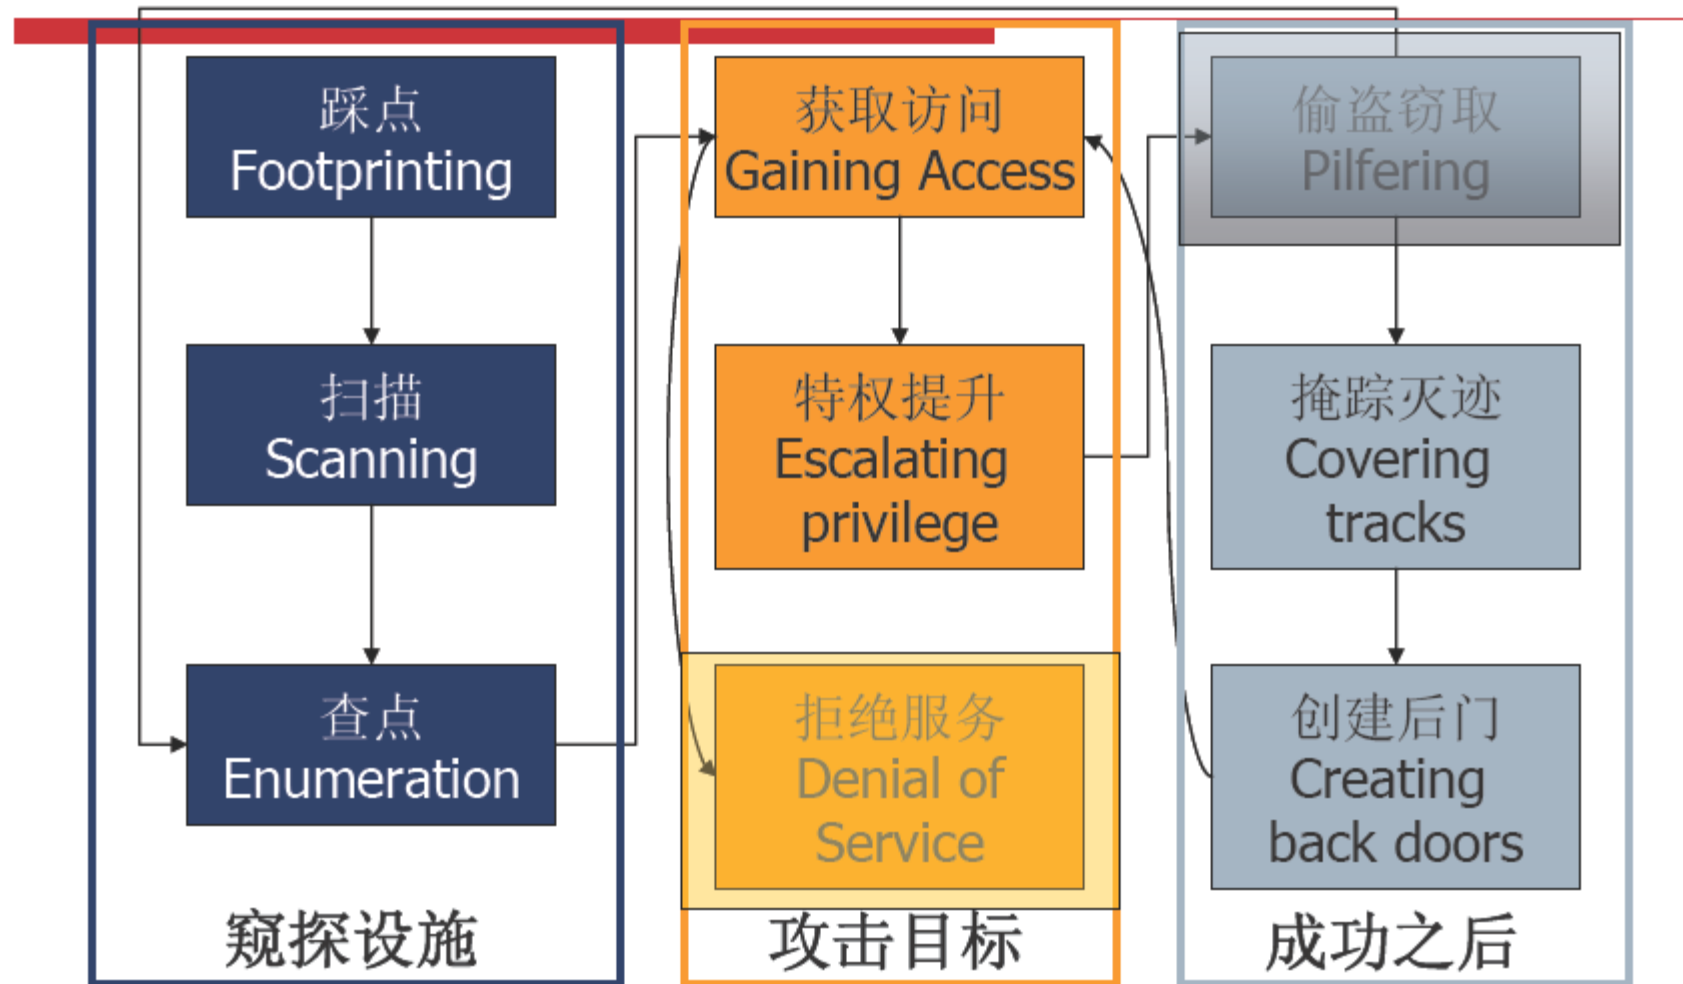 踩点
Footprinting
扫描
Scanning
查点
Enumeration
窥探设施
获取访问
Gaining Access
特权提升
Escalating
privilege
拒绝服务
Denial of
Service
攻击目标
偷盗窃取
Pilfering
掩踪灭迹
Covering
tracks
创建后门
Creating
back doors
成功之后